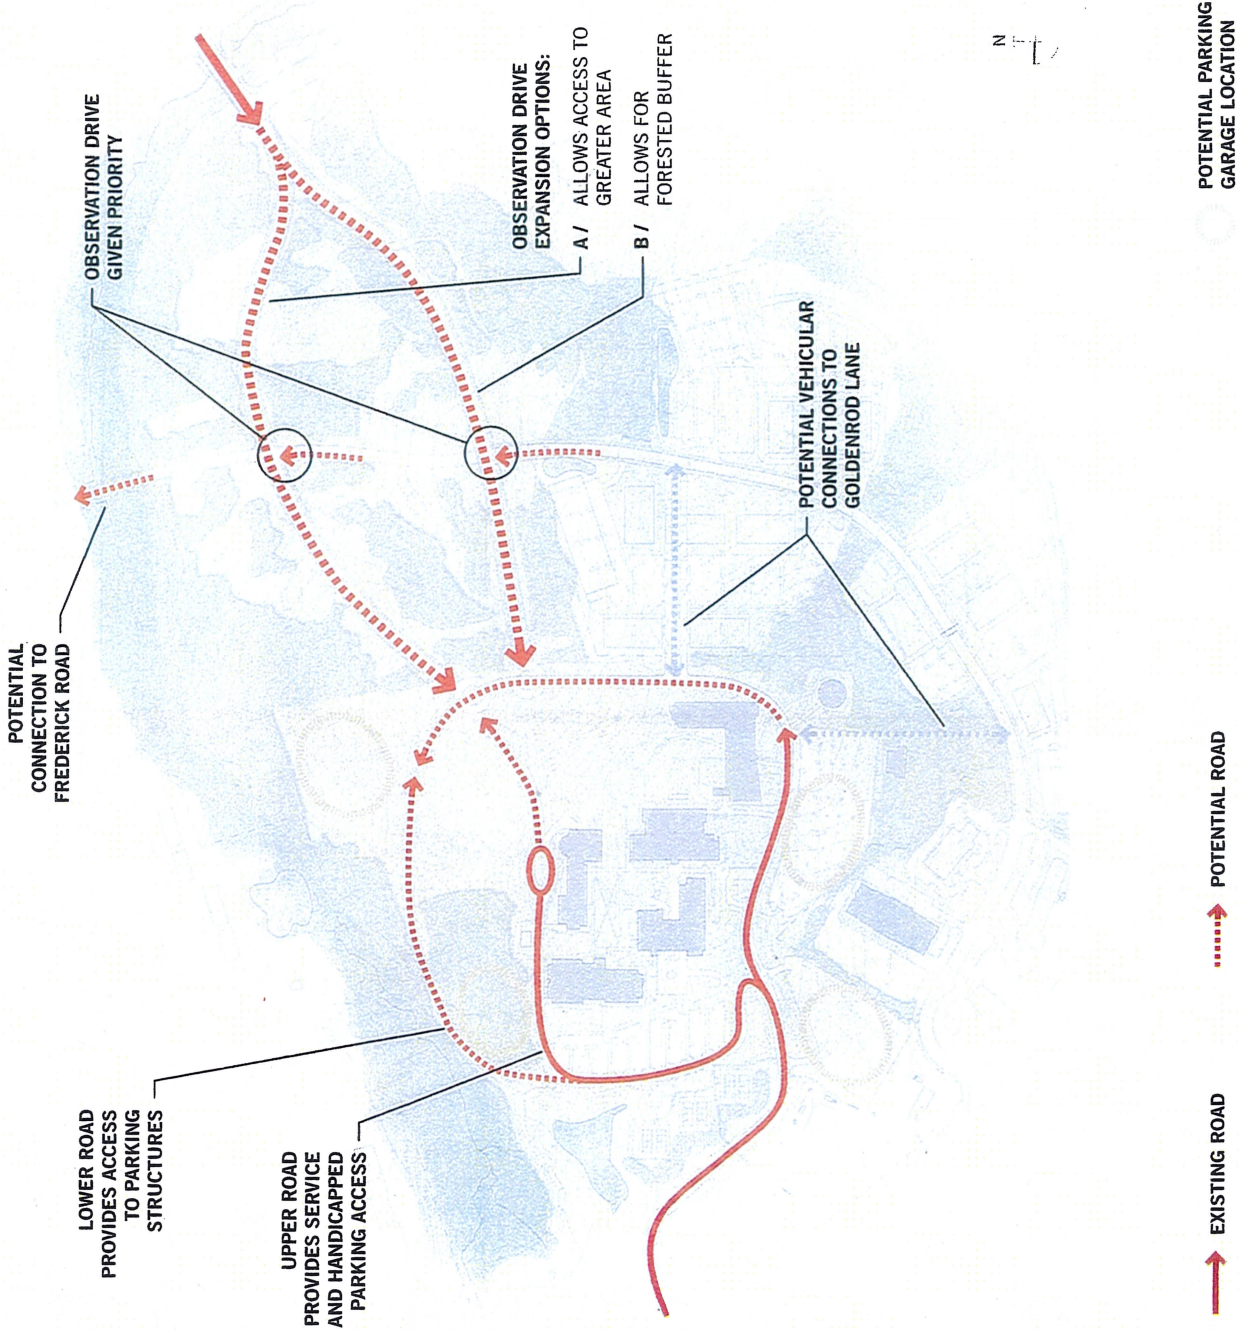 POTENTIAL
CONNECTION TO
FREDERICK ROAD
OBSERVATION DRIVE
GIVEN PRIORITY
LOWER ROAD
PROVIDES ACCESS
TO PARKING
STRUCTURES
UPPER ROAD
PROVIDES SERVICE
AND HANDICAPPED
PARKING ACCESS
OBSERVATION DRIVE
EXPANSION OPTIONS:
A / ALLOWS ACCESS TO
GREATER AREA
B / ALLOWS FOR
FORESTED BUFFER
POTENTIAL VEHICULAR
CONNECTIONS TO
GOLDENROD LANE
N
EXISTING ROAD
POTENTIAL ROAD
POTENTIAL PARKING
GARAGE LOCATION